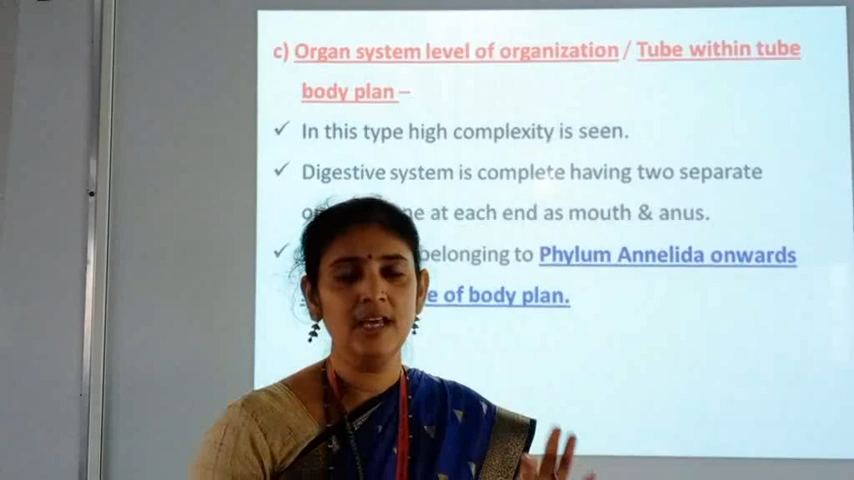 c) Organ system level of organization / Tube within tube
body plan –
✓ In this type high complexity is seen.
✓ Digestive system is complete having two separate
at each end as mouth & anus.
✓ belonging to Phylum Annelida onwards
of body plan.